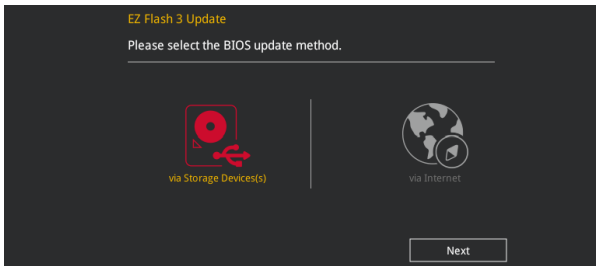 EZ Flash 3 Update
Please select the BIOS update method.
via Storage Devices(s)
via Internet
Next